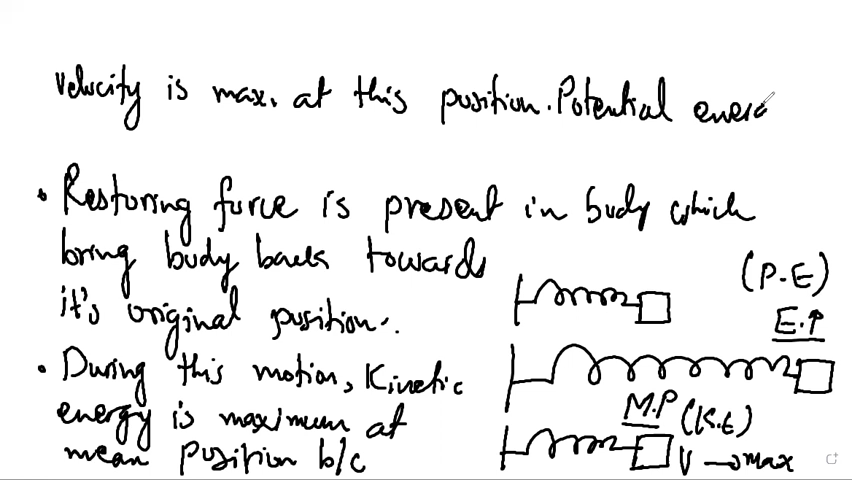 velocity is max. at this position. Potential energ
• Restoring force is present in body which
bring body back towards
it's original position.
• During this motion, Kinetic
energy is maximum at
mean position b/c
(P.E)
E.P
M.P (K.E)
V → max